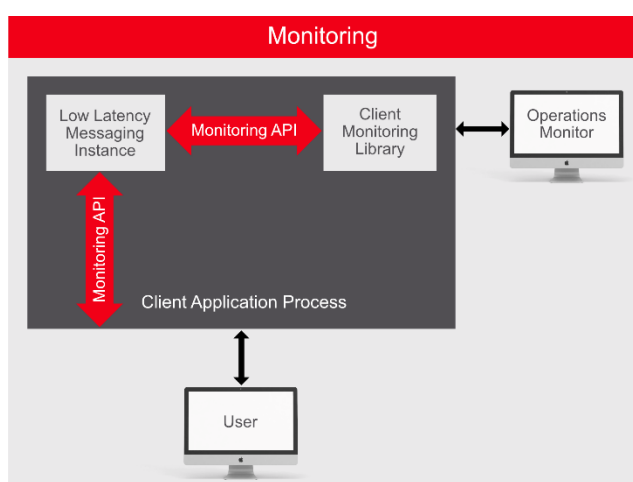 Monitoring
Low Latency
Messaging
Instance
Monitoring API
Client
Monitoring
Library
Operations
Monitor
Monitoring API
Client Application Process
User